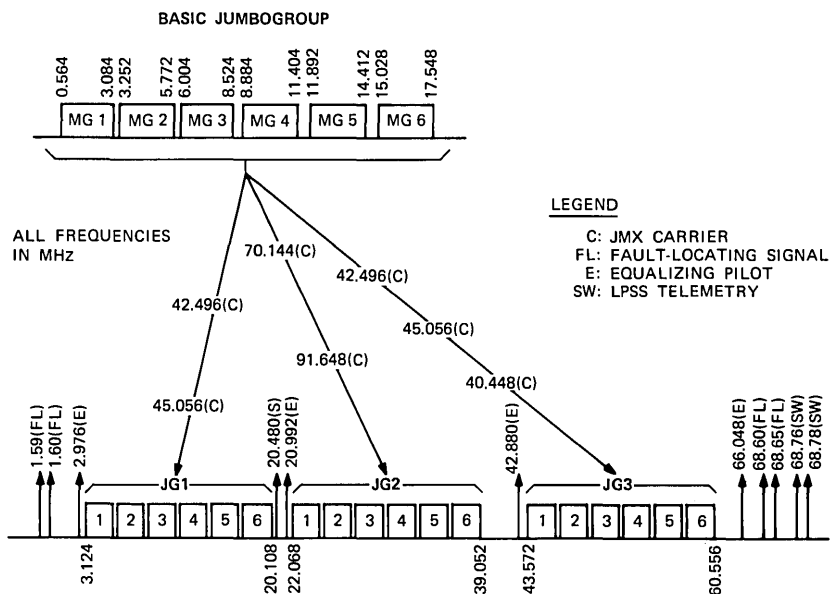 BASIC JUMBOGROUP
0.564
3.084
3.252
5.772
6.004
8.524
8.884
11.404
11.892
14.412
15.028
17.548
MG 1
MG 2
MG 3
MG 4
MG 5
MG 6
ALL FREQUENCIES
IN MHz
LEGEND
C: JMX CARRIER
FL: FAULT-LOCATING SIGNAL
E: EQUALIZING PILOT
SW: LPSS TELEMETRY
70.144(C)
42.496(C)
42.496(C)
45.056(C)
91.648(C)
40.448(C)
45.056(C)
1.59(FL)
1.60(FL)
2.976(E)
20.480(S)
20.992(E)
42.880(E)
66.048(E)
68.60(FL)
68.65(FL)
68.76(SW)
68.78(SW)
JG1
JG2
JG3
1 2 3 4 5 6
1 2 3 4 5 6
1 2 3 4 5 6
3.124
20.108
22.068
39.052
43.572
60.556